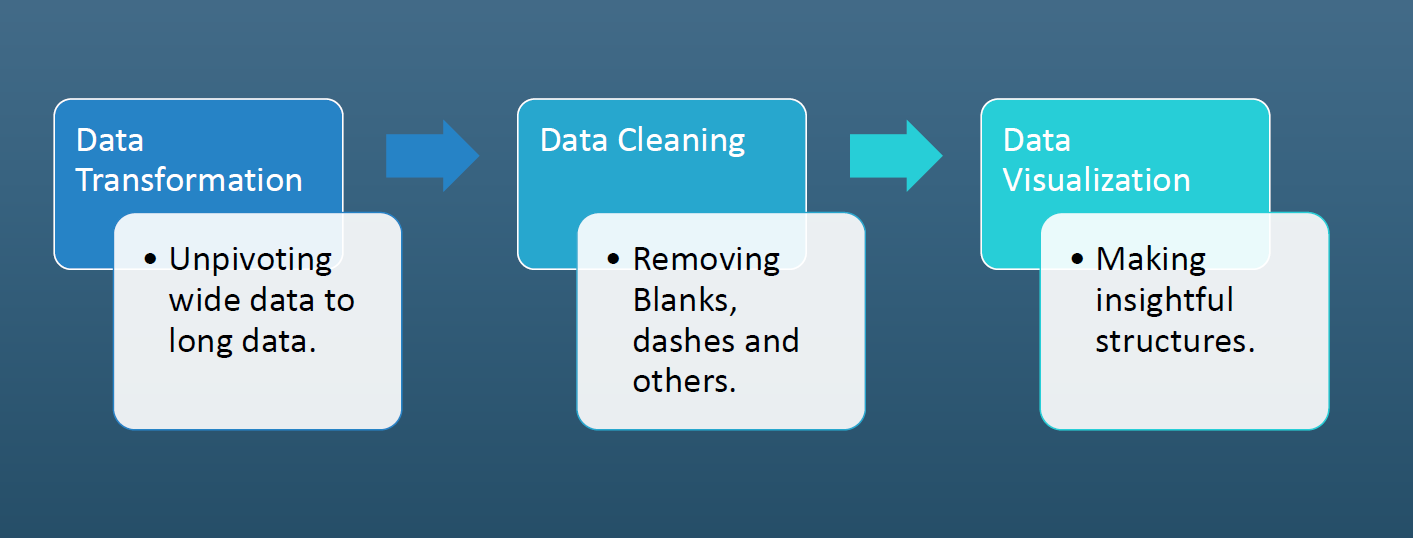 Data
Transformation
• Unpivoting
wide data to
long data.
Data Cleaning
• Removing
Blanks,
dashes and
others.
Data
Visualization
• Making
insightful
structures.